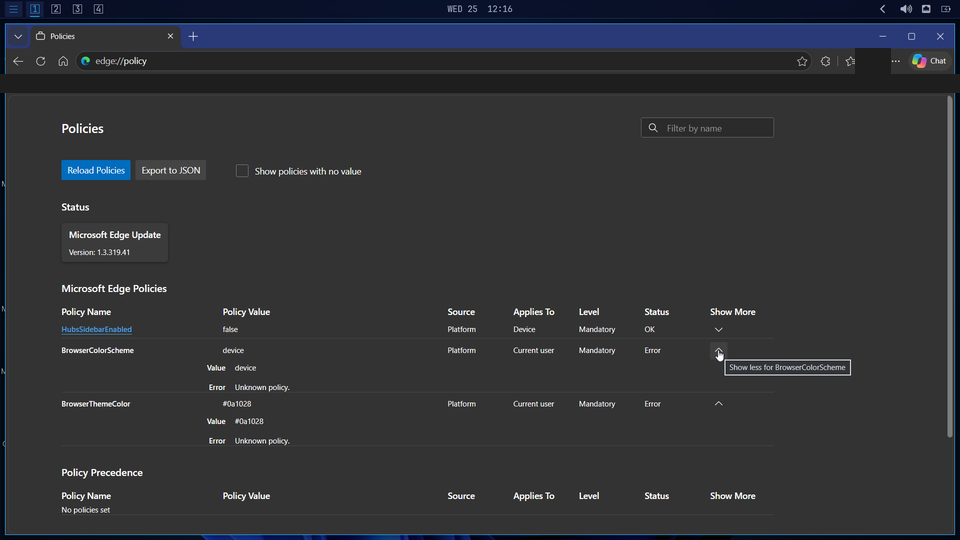 1 2 3 4 WED 25 12:16
Policies
edge://policy Chat
Policies Filter by name
Reload Policies Export to JSON Show policies with no value
Status
Microsoft Edge Update
Version: 1.3.319.41
Microsoft Edge Policies
Policy Name Policy Value Source Applies To Level Status Show More
HubsSidebarEnabled false Platform Device Mandatory OK
BrowserColorScheme device Platform Current user Mandatory Error
Show less for BrowserColorScheme
Value device
Error Unknown policy.
BrowserThemeColor #0a1028 Platform Current user Mandatory Error
Value #0a1028
Error Unknown policy.
Policy Precedence
Policy Name Policy Value Source Applies To Level Status Show More
No policies set